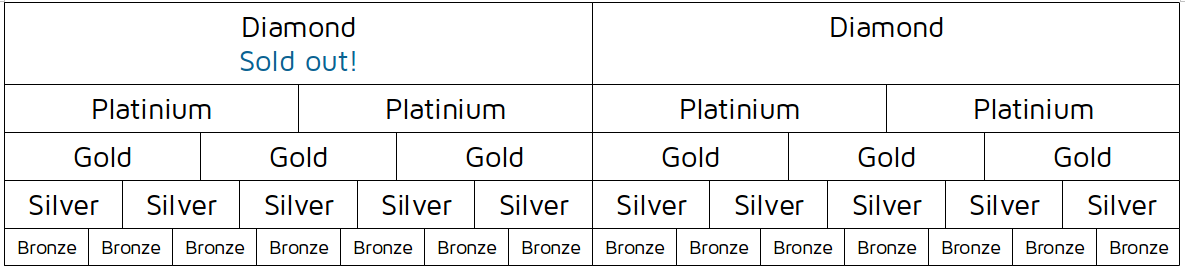 Diamond Diamond
Sold out!
Platinium Platinium Platinium Platinium
Gold Gold Gold Gold Gold Gold
Silver Silver Silver Silver Silver Silver Silver Silver Silver Silver
Bronze Bronze Bronze Bronze Bronze Bronze Bronze Bronze Bronze Bronze Bronze Bronze Bronze Bronze